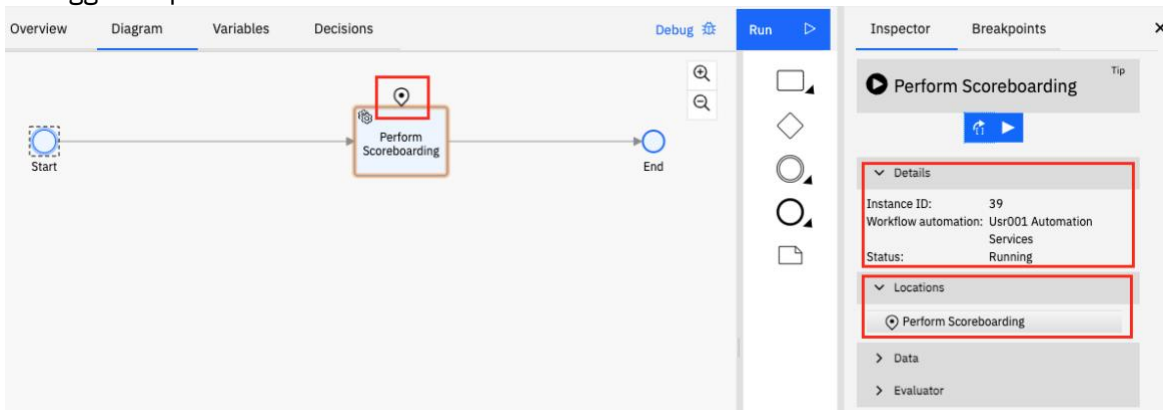 Overview Diagram Variables Decisions Debug Run Inspector Breakpoints
Tip
Perform Scoreboarding
Perform
Scoreboarding
Start
End
Details
Instance ID: 39
Workflow automation: Usr001 Automation
Services
Status: Running
Locations
Perform Scoreboarding
Data
Evaluator